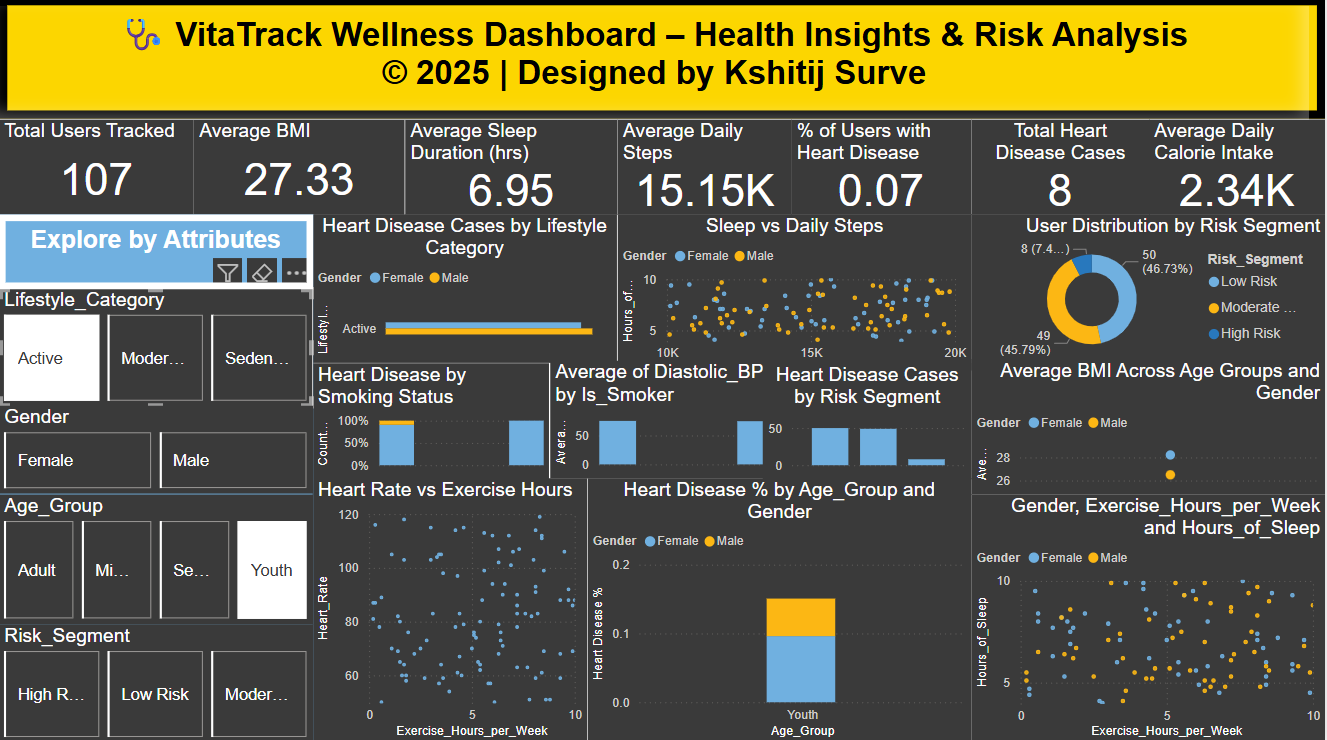 VitaTrack Wellness Dashboard – Health Insights & Risk Analysis
© 2025 | Designed by Kshitij Surve
Total Users Tracked
107
Average BMI
27.33
Average Sleep
Duration (hrs)
6.95
Average Daily
Steps
15.15K
% of Users with
Heart Disease
0.07
Total Heart
Disease Cases
8
Average Daily
Calorie Intake
2.34K
Explore by Attributes
Lifestyle_Category
Active
Moder...
Seden...
Gender
Female
Male
Age_Group
Adult
Mi...
Se...
Youth
Risk_Segment
High R...
Low Risk
Moder...
Heart Disease Cases by Lifestyle
Category
Gender Female Male
Lifestyl...
Active
Sleep vs Daily Steps
Gender Female Male
Hours_of...
10
5
10K 15K 20K
User Distribution by Risk Segment
8 (7.4...)
50
(46.73%)
49
(45.79%)
Risk_Segment
Low Risk
Moderate ...
High Risk
Heart Disease by
Smoking Status
Count...
100%
50%
0%
Average of Diastolic_BP
by Is_Smoker
Avera...
50
0
Heart Disease Cases
by Risk Segment
50
0
Average BMI Across Age Groups and
Gender
Gender Female Male
Ave...
28
26
Heart Rate vs Exercise Hours
Heart_Rate
120
100
80
60
0 5 10
Exercise_Hours_per_Week
Heart Disease % by Age_Group and
Gender
Gender Female Male
Heart Disease %
0.2
0.1
0.0
Youth
Age_Group
Gender, Exercise_Hours_per_Week
and Hours_of_Sleep
Gender Female Male
Hours_of_Sleep
10
5
0 5 10
Exercise_Hours_per_Week